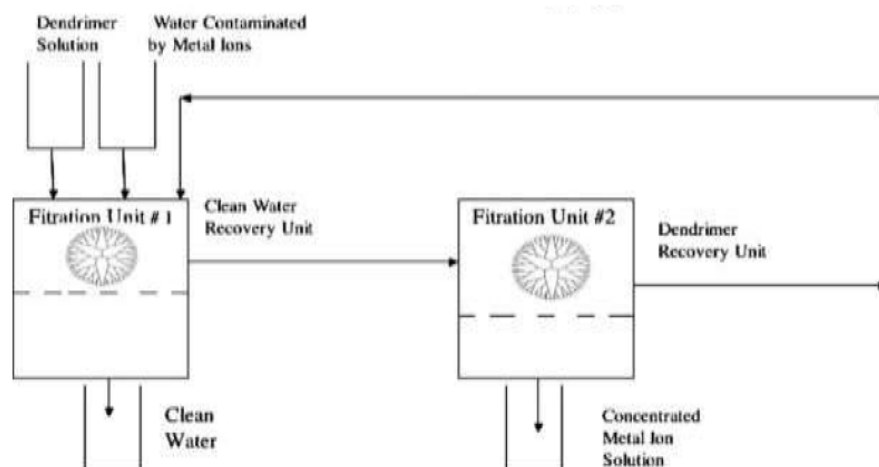 Dendrimer
Solution
Water Contaminated
by Metal Ions
Fitration Unit # 1
Clean Water
Recovery Unit
Fitration Unit #2
Dendrimer
Recovery Unit
Clean
Water
Concentrated
Metal Ion
Solution